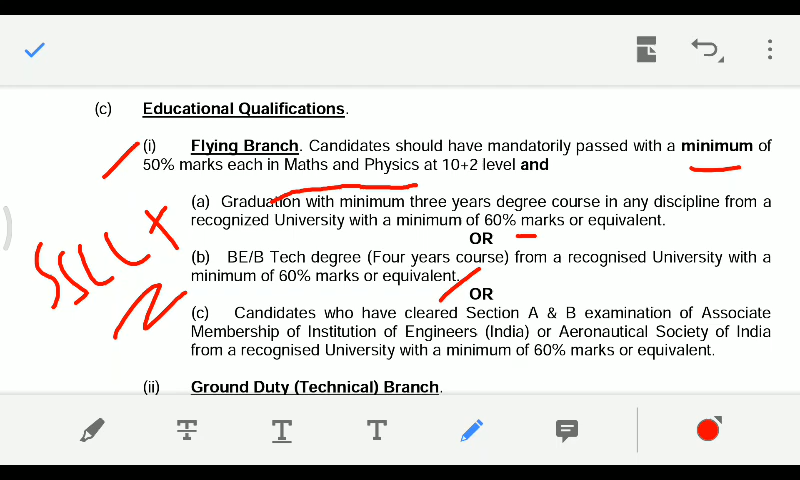 (c) Educational Qualifications.
(i) Flying Branch. Candidates should have mandatorily passed with a minimum of
50% marks each in Maths and Physics at 10+2 level and
(a) Graduation with minimum three years degree course in any discipline from a
recognized University with a minimum of 60% marks or equivalent.
OR
(b) BE/B Tech degree (Four years course) from a recognised University with a
minimum of 60% marks or equivalent.
OR
(c) Candidates who have cleared Section A & B examination of Associate
Membership of Institution of Engineers (India) or Aeronautical Society of India
from a recognised University with a minimum of 60% marks or equivalent.
(ii) Ground Duty (Technical) Branch.
T T T